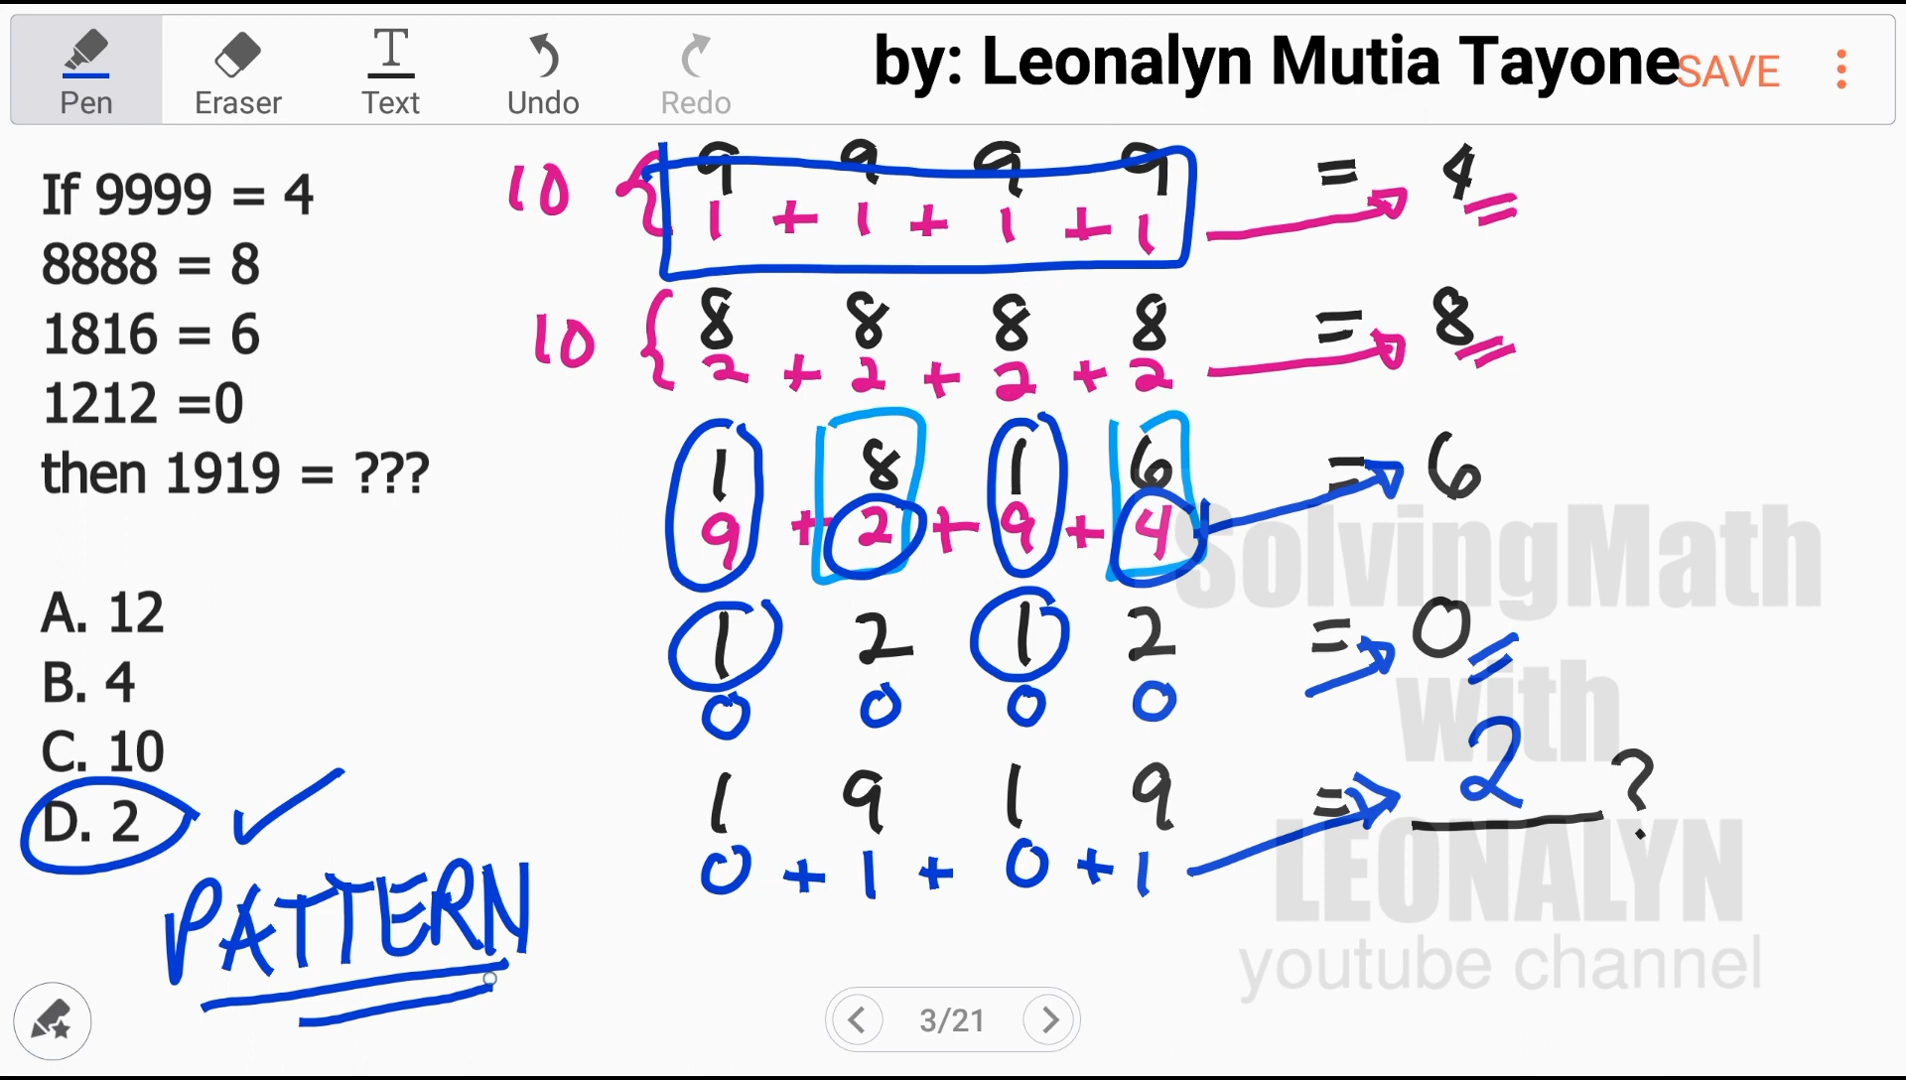 Pen Eraser Text Undo Redo by: Leonalyn Mutia Tayone SAVE
If 9999 = 4
8888 = 8
1816 = 6
1212 =0
then 1919 = ???
A. 12
B. 4
C. 10
D. 2
PATTERN
10 { 9 9 9 9 = 4
1 + 1 + 1 + 1
10 { 8 8 8 8 = 8
2 + 2 + 2 + 2
1 8 1 6 = 6
9 + 2 + 9 + 4
1 2 1 2 = 0
0 0 0 0
1 9 1 9 = 2 ?
0 + 1 + 0 + 1
SolvingMath
with
LEONALYN
youtube channel
3/21